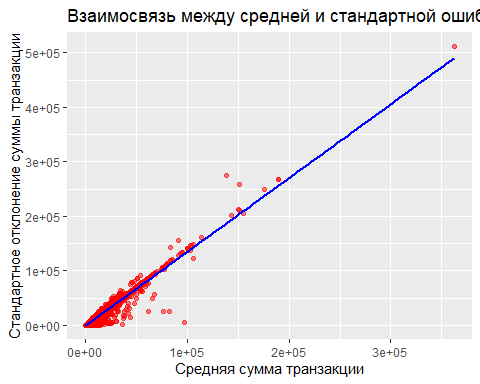 Взаимосвязь между средней и стандартной ошиб
5e+05
4e+05
3e+05
2e+05
1e+05
0e+00
Стандартное отклонение суммы транзакции
0e+00 1e+05 2e+05 3e+05
Средняя сумма транзакции